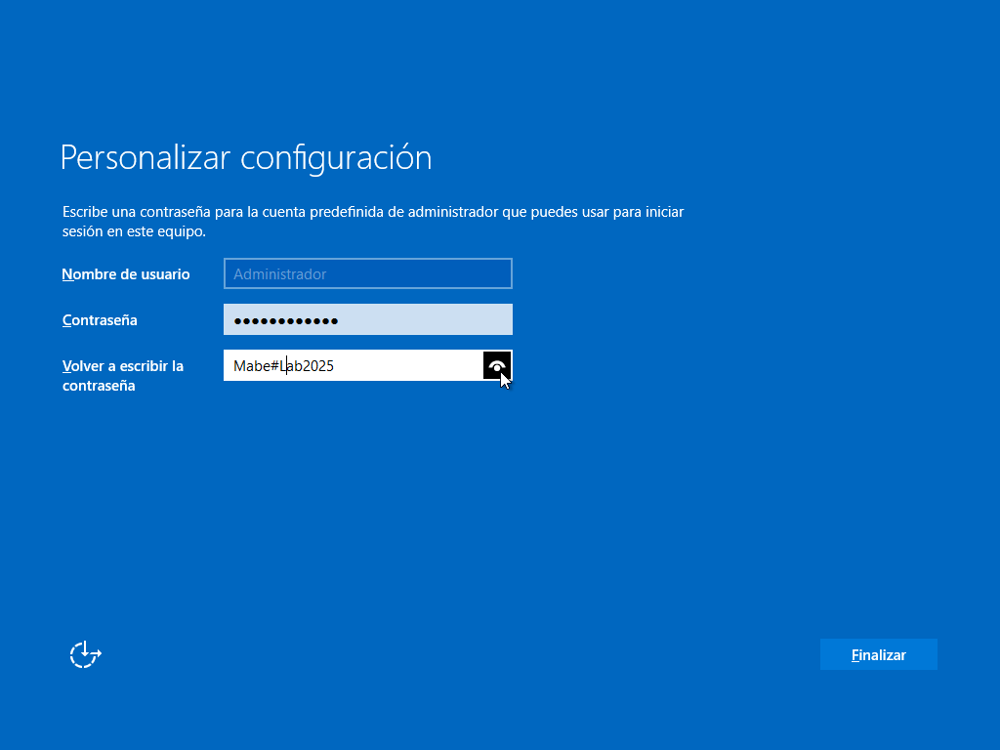 Personalizar configuración
Escribe una contraseña para la cuenta predefinida de administrador que puedes usar para iniciar
sesión en este equipo.
Nombre de usuario
Administrador
Contraseña
●●●●●●●●●●●●
Volver a escribir la
contraseña
Mabe#Lab2025
Finalizar